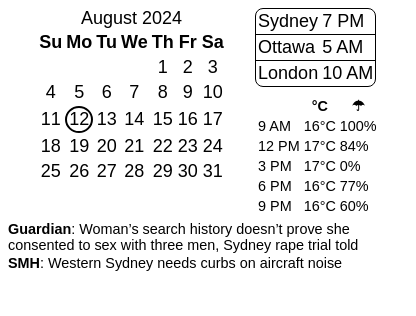 August 2024
Su Mo Tu We Th Fr Sa
1 2 3
4 5 6 7 8 9 10
11 12 13 14 15 16 17
18 19 20 21 22 23 24
25 26 27 28 29 30 31
Sydney 7 PM
Ottawa 5 AM
London 10 AM
°C ☂
9 AM 16°C 100%
12 PM 17°C 84%
3 PM 17°C 0%
6 PM 16°C 77%
9 PM 16°C 60%
Guardian: Woman’s search history doesn’t prove she
consented to sex with three men, Sydney rape trial told
SMH: Western Sydney needs curbs on aircraft noise